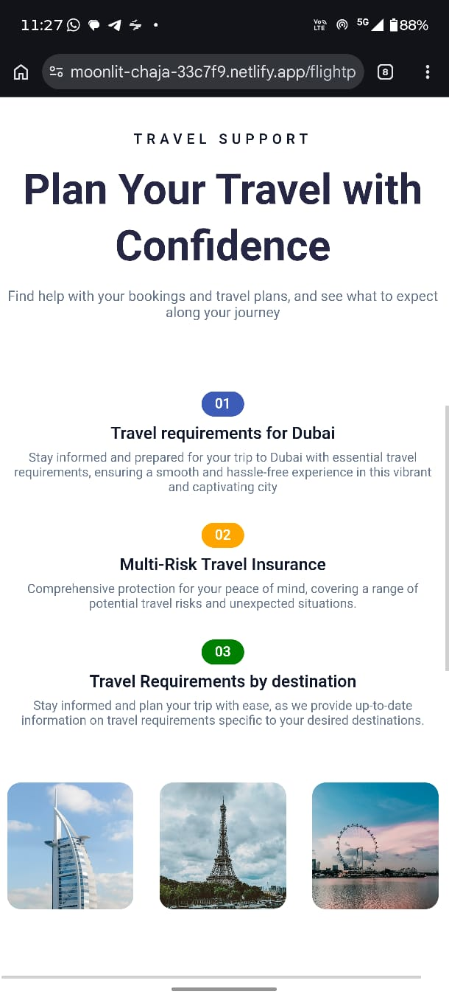 11:27
Vo)) LTE
5G
88%
moonlit-chaja-33c7f9.netlify.app/flightp
8
TRAVEL SUPPORT
Plan Your Travel with
Confidence
Find help with your bookings and travel plans, and see what to expect
along your journey
01
Travel requirements for Dubai
Stay informed and prepared for your trip to Dubai with essential travel
requirements, ensuring a smooth and hassle-free experience in this vibrant
and captivating city
02
Multi-Risk Travel Insurance
Comprehensive protection for your peace of mind, covering a range of
potential travel risks and unexpected situations.
03
Travel Requirements by destination
Stay informed and plan your trip with ease, as we provide up-to-date
information on travel requirements specific to your desired destinations.